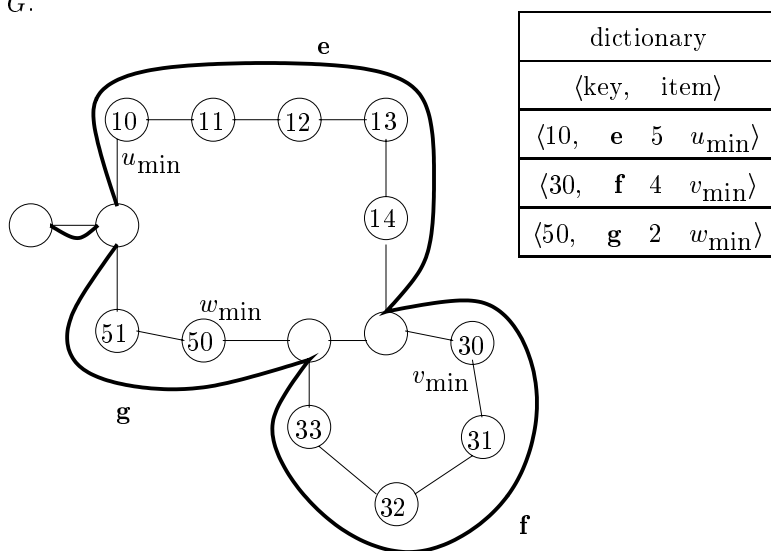 G.
e
10 11 12 13
u_min
14
51 50 w_min
30
v_min
g
33
31
32
f
dictionary
⟨key, item⟩
⟨10, e 5 u_min⟩
⟨30, f 4 v_min⟩
⟨50, g 2 w_min⟩